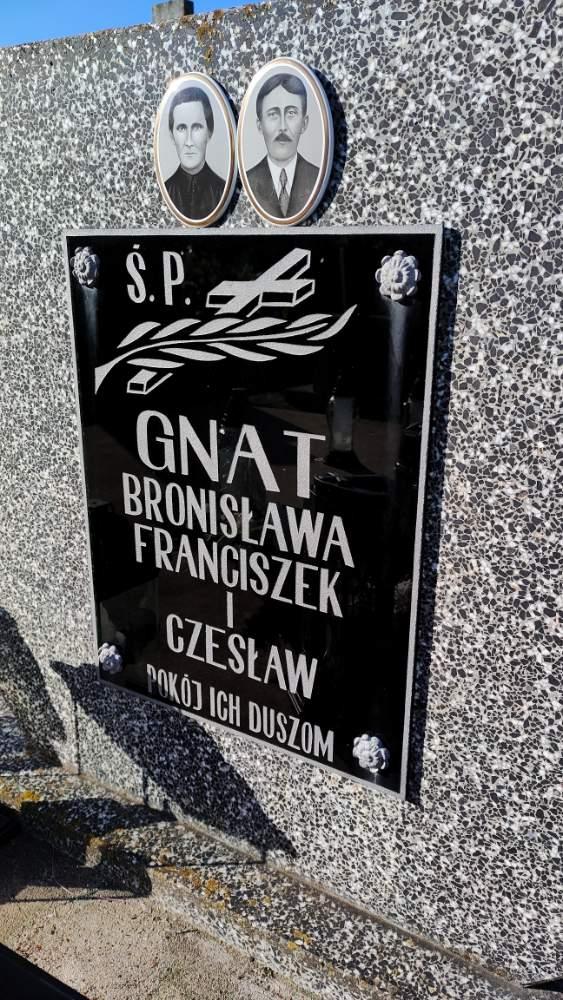 Ś.P.
GNAT
BRONISŁAWA
FRANCISZEK
I
CZESŁAW
POKÓJ ICH DUSZOM